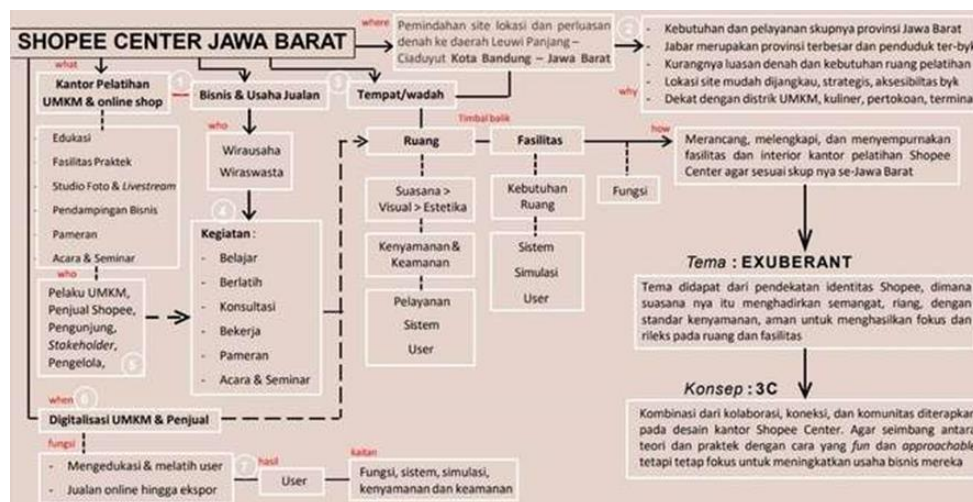 SHOPEE CENTER JAWA BARAT
where
Pemindahan site lokasi dan perluasan
denah ke daerah Leuwi Panjang –
Ciaduyut Kota Bandung – Jawa Barat
2
- Kebutuhan dan pelayanan skupnya provinsi Jawa Barat
- Jabar merupakan provinsi terbesar dan penduduk ter-byk
- Kurangnya luasan denah dan kebutuhan ruang pelatihan
- Lokasi site mudah dijangkau, strategis, aksesibiltas byk
- Dekat dengan distrik UMKM, kuliner, pertokoan, termina
why
what
Kantor Pelatihan
UMKM & online shop
1
Bisnis & Usaha Jualan
3
Tempat/wadah
- Edukasi
- Fasilitas Praktek
- Studio Foto & Livestream
- Pendampingan Bisnis
- Pameran
- Acara & Seminar
who
Pelaku UMKM,
Penjual Shopee,
Pengunjung,
Stakeholder,
Pengelola,
5
who
Wirausaha
Wiraswasta
4
Kegiatan :
- Belajar
- Berlatih
- Konsultasi
- Bekerja
- Pameran
- Acara & Seminar
Ruang
Timbal balik
Fasilitas
how
Suasana >
Visual > Estetika
Kenyamanan &
Keamanan
Pelayanan
Sistem
User
Kebutuhan
Ruang
Sistem
Simulasi
User
Fungsi
Merancang, melengkapi, dan menyempurnakan
fasilitas dan interior kantor pelatihan Shopee
Center agar sesuai skup nya se-Jawa Barat
Tema : EXUBERANT
Tema didapat dari pendekatan identitas Shopee, dimana
suasana nya itu menghadirkan semangat, riang, dengan
standar kenyamanan, aman untuk menghasilkan fokus dan
rileks pada ruang dan fasilitas
Konsep : 3C
Kombinasi dari kolaborasi, koneksi, dan komunitas diterapkan
pada desain kantor Shopee Center. Agar seimbang antara
teori dan praktek dengan cara yang fun dan approachable
tetapi tetap fokus untuk meningkatkan usaha bisnis mereka
when
6
Digitalisasi UMKM & Penjual
fungsi
- Mengedukasi & melatih user
- Jualan online hingga ekspor
7
hasil
User
kaitan
Fungsi, sistem, simulasi,
kenyamanan dan keamanan